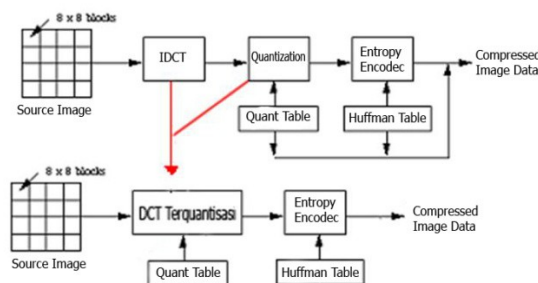 8 x 8 blocks
IDCT
Quantization
Entropy
Encodec
Compressed
Image Data
Source Image
Quant Table
Huffman Table
8 x 8 blocks
DCT Terquantisasi
Entropy
Encodec
Compressed
Image Data
Source Image
Quant Table
Huffman Table